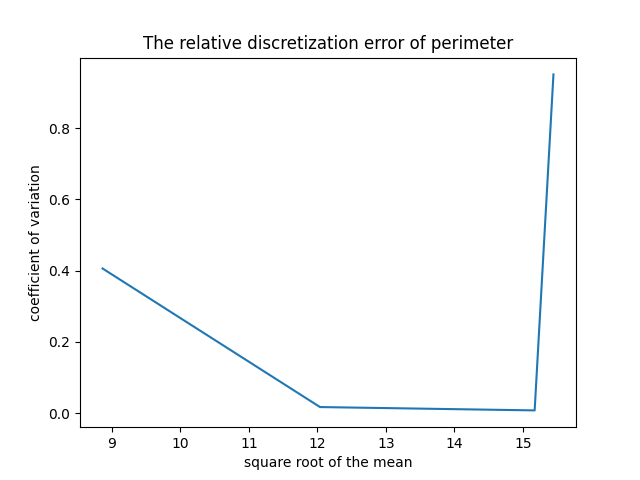 The relative discretization error of perimeter
coefficient of variation
0.8
0.6
0.4
0.2
0.0
9 10 11 12 13 14 15
square root of the mean